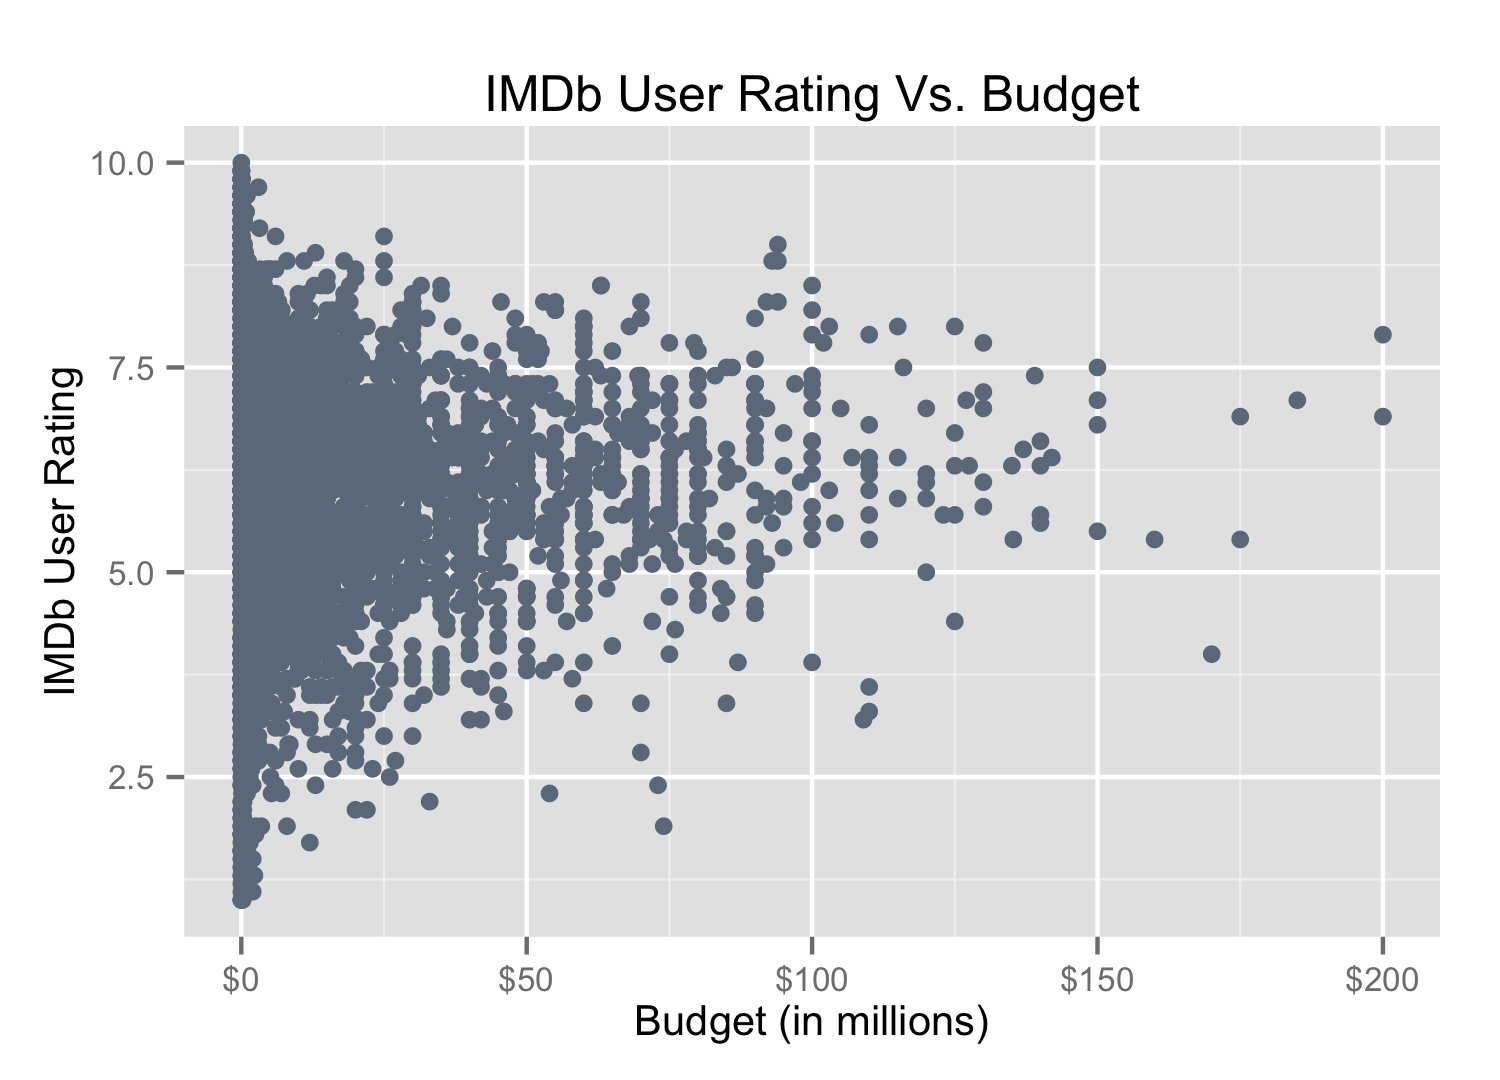 IMDb User Rating Vs. Budget
10.0
7.5
5.0
2.5
IMDb User Rating
$0 $50 $100 $150 $200
Budget (in millions)